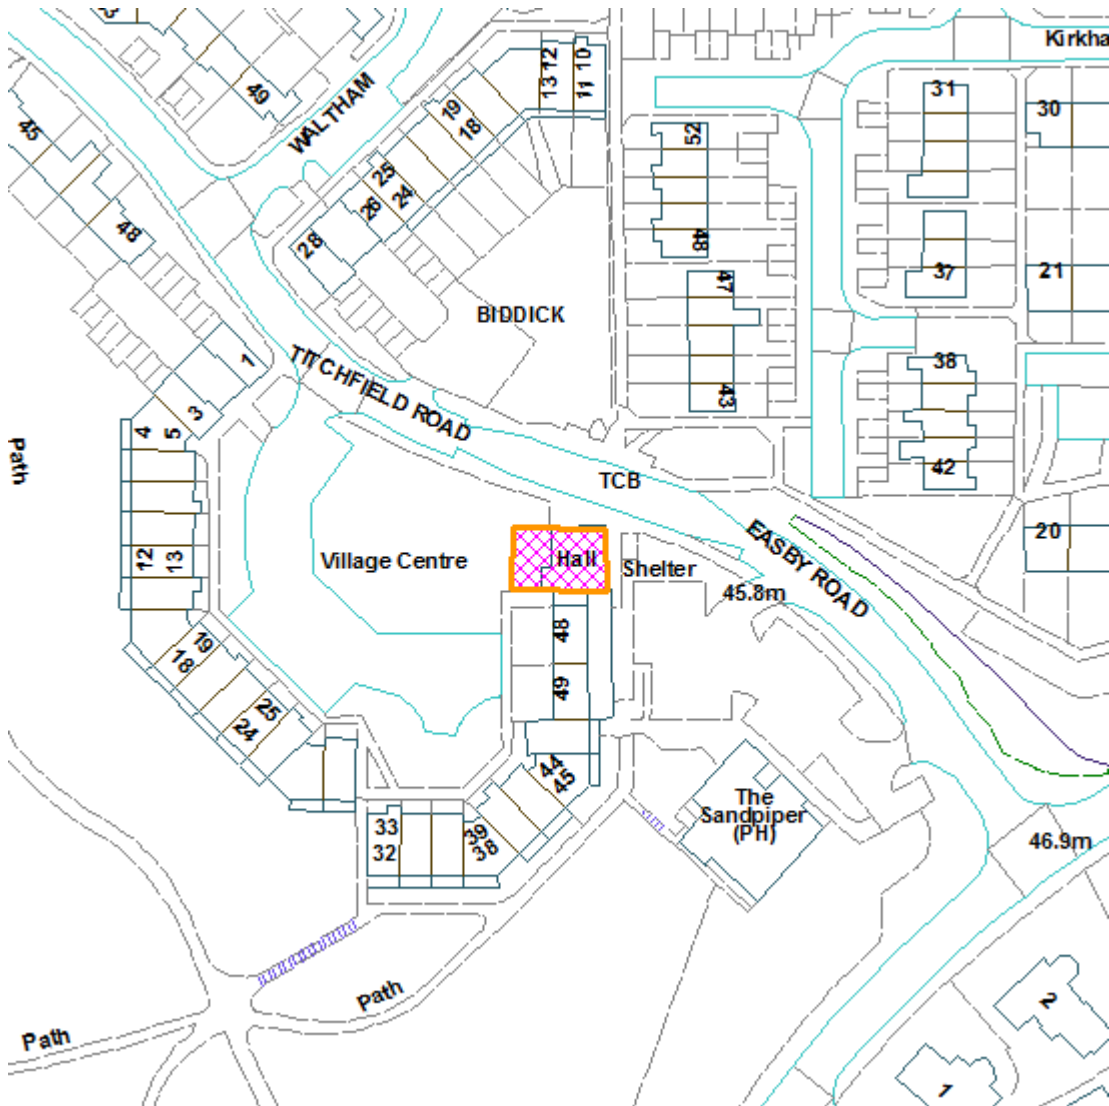 Kirkha
49
WALTHAM
13 12
11 10
19
18
45
48
25
24
26
28
52
48
47
43
31
30
37
21
38
42
20
BIDDICK
TITCHFIELD ROAD
TCB
EASBY ROAD
1
3
4
5
Path
12
13
19
18
25
24
Village Centre
Hall
Shelter
45.8m
48
49
44
45
39
38
33
32
The
Sandpiper
(PH)
46.9m
Path
Path
2
1